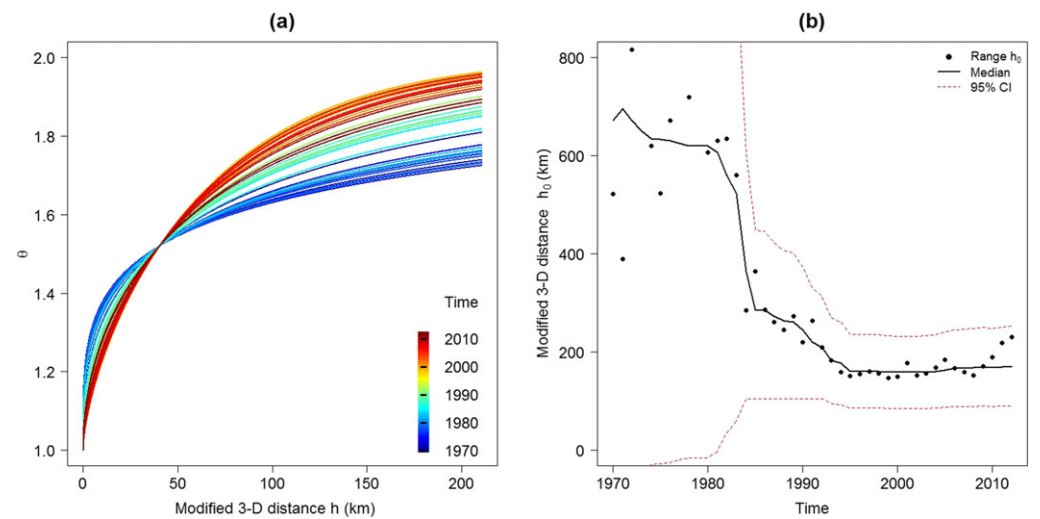 (a)
2.0
1.8
1.6
1.4
1.2
1.0
θ
0
50
100
150
200
Modified 3-D distance h (km)
Time
2010
2000
1990
1980
1970
(b)
800
600
400
200
0
Modified 3-D distance h₀ (km)
Range h₀
Median
95% CI
1970
1980
1990
2000
2010
Time